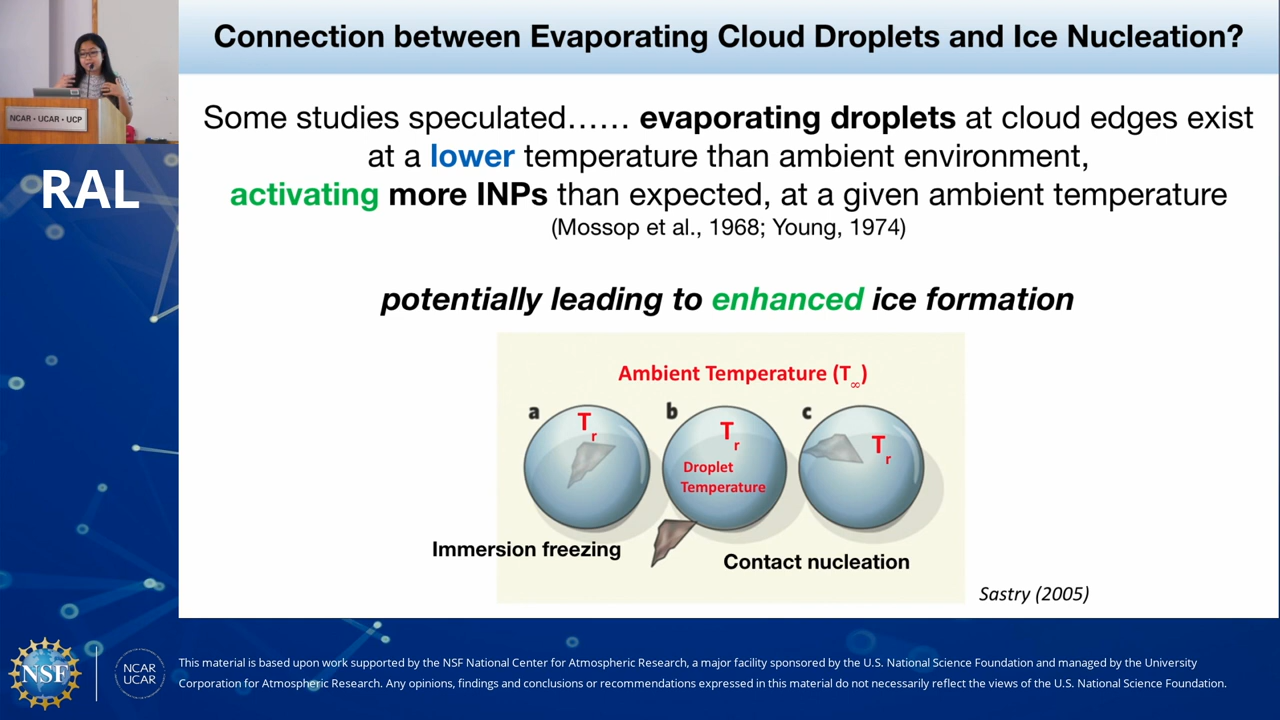 Connection between Evaporating Cloud Droplets and Ice Nucleation?
NCAR • UCAR • UCP
RAL
Some studies speculated…… evaporating droplets at cloud edges exist
at a lower temperature than ambient environment,
activating more INPs than expected, at a given ambient temperature
(Mossop et al., 1968; Young, 1974)
potentially leading to enhanced ice formation
Ambient Temperature (T∞)
a
b
c
Tr
Tr
Tr
Droplet
Temperature
Immersion freezing
Contact nucleation
Sastry (2005)
NSF
NCAR
UCAR
This material is based upon work supported by the NSF National Center for Atmospheric Research, a major facility sponsored by the U.S. National Science Foundation and managed by the University
Corporation for Atmospheric Research. Any opinions, findings and conclusions or recommendations expressed in this material do not necessarily reflect the views of the U.S. National Science Foundation.